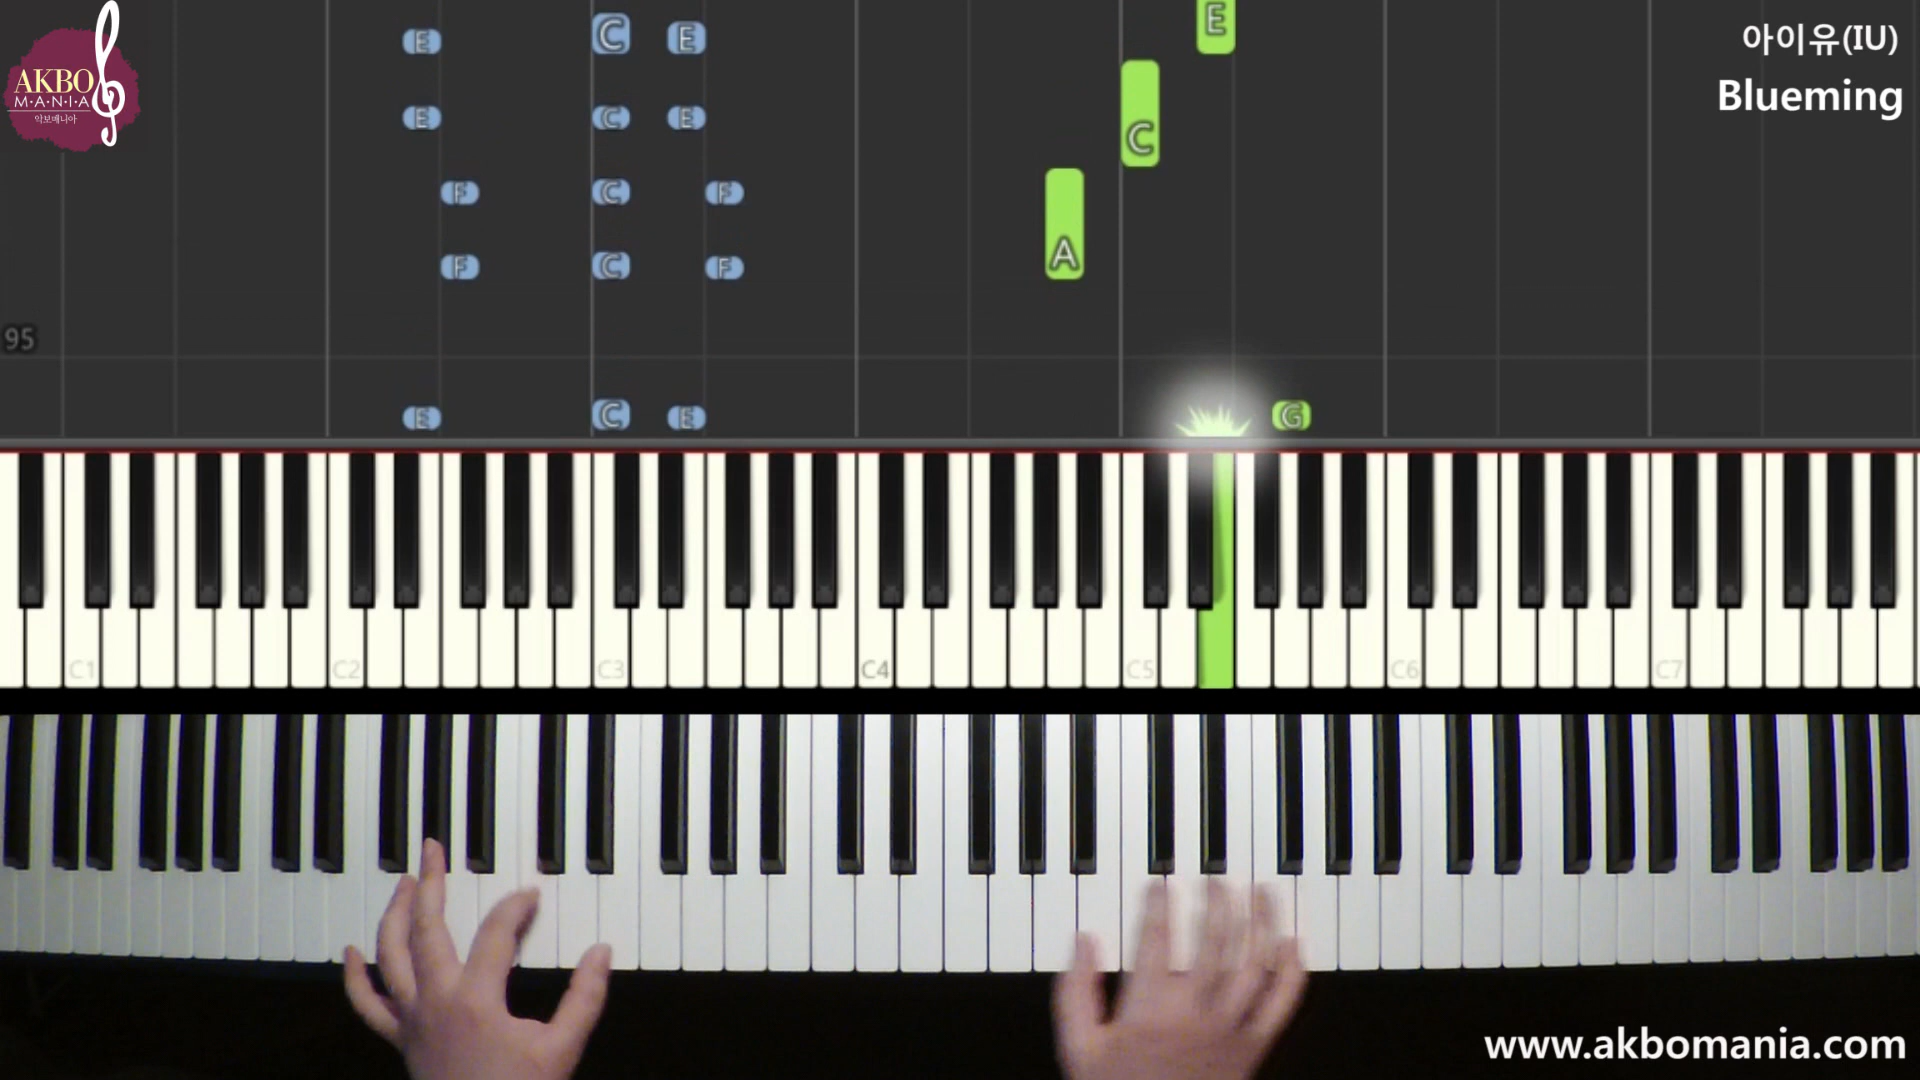 AKBO
M·A·N·I·A
악보매니아
아이유(IU)
Blueming
E C E E
E C E C
F C F
F C F A
95
E C E G
C1 C2 C3 C4 C5 C6 C7
www.akbomania.com